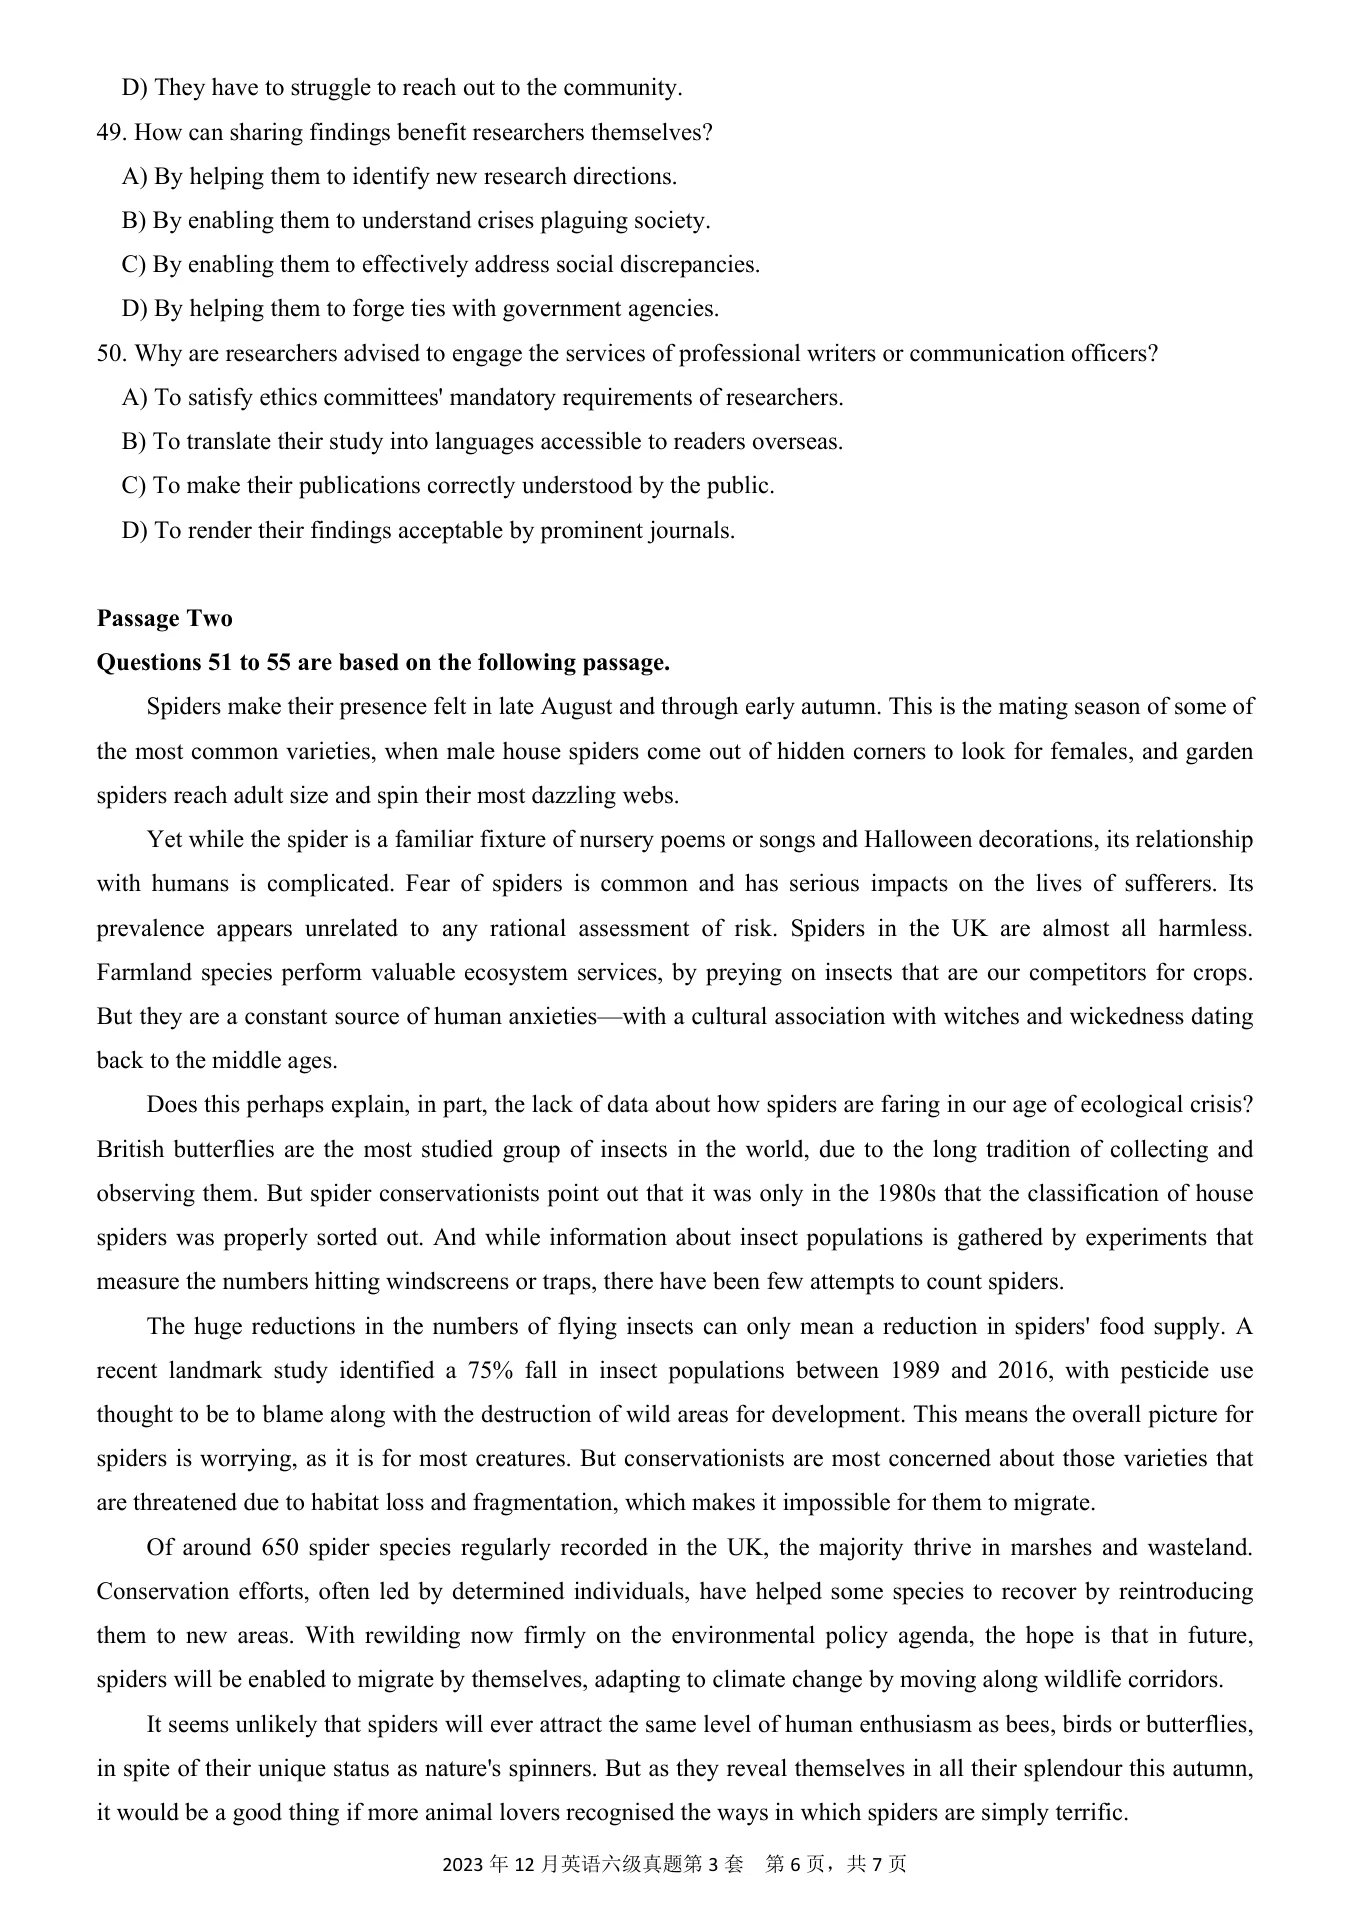 D) They have to struggle to reach out to the community.
49. How can sharing findings benefit researchers themselves?
A) By helping them to identify new research directions.
B) By enabling them to understand crises plaguing society.
C) By enabling them to effectively address social discrepancies.
D) By helping them to forge ties with government agencies.
50. Why are researchers advised to engage the services of professional writers or communication officers?
A) To satisfy ethics committees' mandatory requirements of researchers.
B) To translate their study into languages accessible to readers overseas.
C) To make their publications correctly understood by the public.
D) To render their findings acceptable by prominent journals.
Passage Two
Questions 51 to 55 are based on the following passage.
Spiders make their presence felt in late August and through early autumn. This is the mating season of some of
the most common varieties, when male house spiders come out of hidden corners to look for females, and garden
spiders reach adult size and spin their most dazzling webs.
Yet while the spider is a familiar fixture of nursery poems or songs and Halloween decorations, its relationship
with humans is complicated. Fear of spiders is common and has serious impacts on the lives of sufferers. Its
prevalence appears unrelated to any rational assessment of risk. Spiders in the UK are almost all harmless.
Farmland species perform valuable ecosystem services, by preying on insects that are our competitors for crops.
But they are a constant source of human anxieties—with a cultural association with witches and wickedness dating
back to the middle ages.
Does this perhaps explain, in part, the lack of data about how spiders are faring in our age of ecological crisis?
British butterflies are the most studied group of insects in the world, due to the long tradition of collecting and
observing them. But spider conservationists point out that it was only in the 1980s that the classification of house
spiders was properly sorted out. And while information about insect populations is gathered by experiments that
measure the numbers hitting windscreens or traps, there have been few attempts to count spiders.
The huge reductions in the numbers of flying insects can only mean a reduction in spiders' food supply. A
recent landmark study identified a 75% fall in insect populations between 1989 and 2016, with pesticide use
thought to be to blame along with the destruction of wild areas for development. This means the overall picture for
spiders is worrying, as it is for most creatures. But conservationists are most concerned about those varieties that
are threatened due to habitat loss and fragmentation, which makes it impossible for them to migrate.
Of around 650 spider species regularly recorded in the UK, the majority thrive in marshes and wasteland.
Conservation efforts, often led by determined individuals, have helped some species to recover by reintroducing
them to new areas. With rewilding now firmly on the environmental policy agenda, the hope is that in future,
spiders will be enabled to migrate by themselves, adapting to climate change by moving along wildlife corridors.
It seems unlikely that spiders will ever attract the same level of human enthusiasm as bees, birds or butterflies,
in spite of their unique status as nature's spinners. But as they reveal themselves in all their splendour this autumn,
it would be a good thing if more animal lovers recognised the ways in which spiders are simply terrific.
2023 年 12 月英语六级真题第 3 套 第 6 页，共 7 页